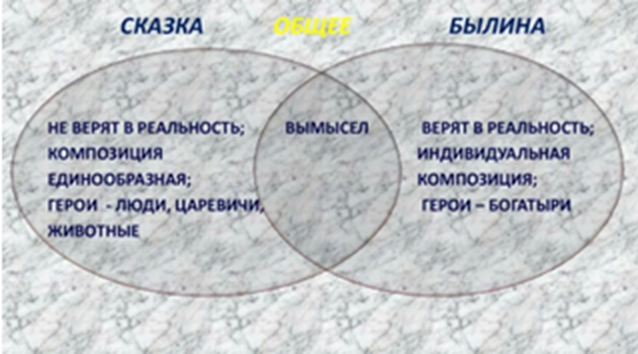 СКАЗКА ОБЩЕЕ БЫЛИНА
НЕ ВЕРЯТ В РЕАЛЬНОСТЬ;
КОМПОЗИЦИЯ
ЕДИНООБРАЗНАЯ;
ГЕРОИ - ЛЮДИ, ЦАРЕВИЧИ,
ЖИВОТНЫЕ
ВЫМЫСЕЛ
ВЕРЯТ В РЕАЛЬНОСТЬ;
ИНДИВИДУАЛЬНАЯ
КОМПОЗИЦИЯ;
ГЕРОИ – БОГАТЫРИ